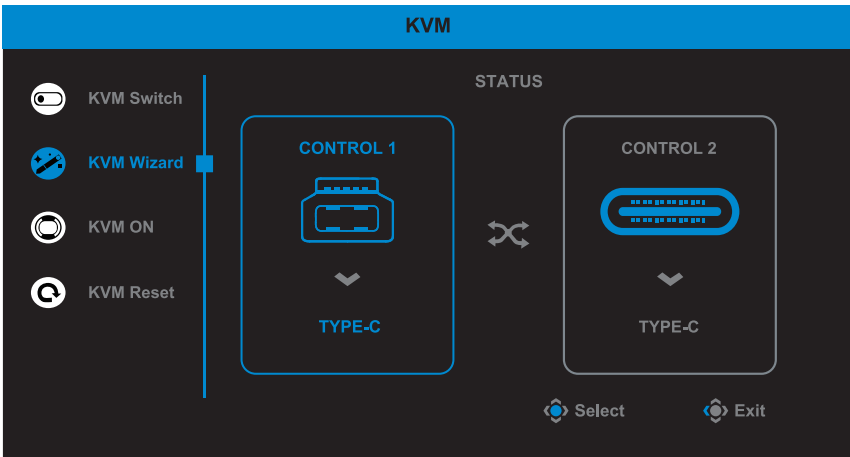 KVM
KVM Switch
KVM Wizard
KVM ON
KVM Reset
STATUS
CONTROL 1
TYPE-C
CONTROL 2
TYPE-C
Select
Exit